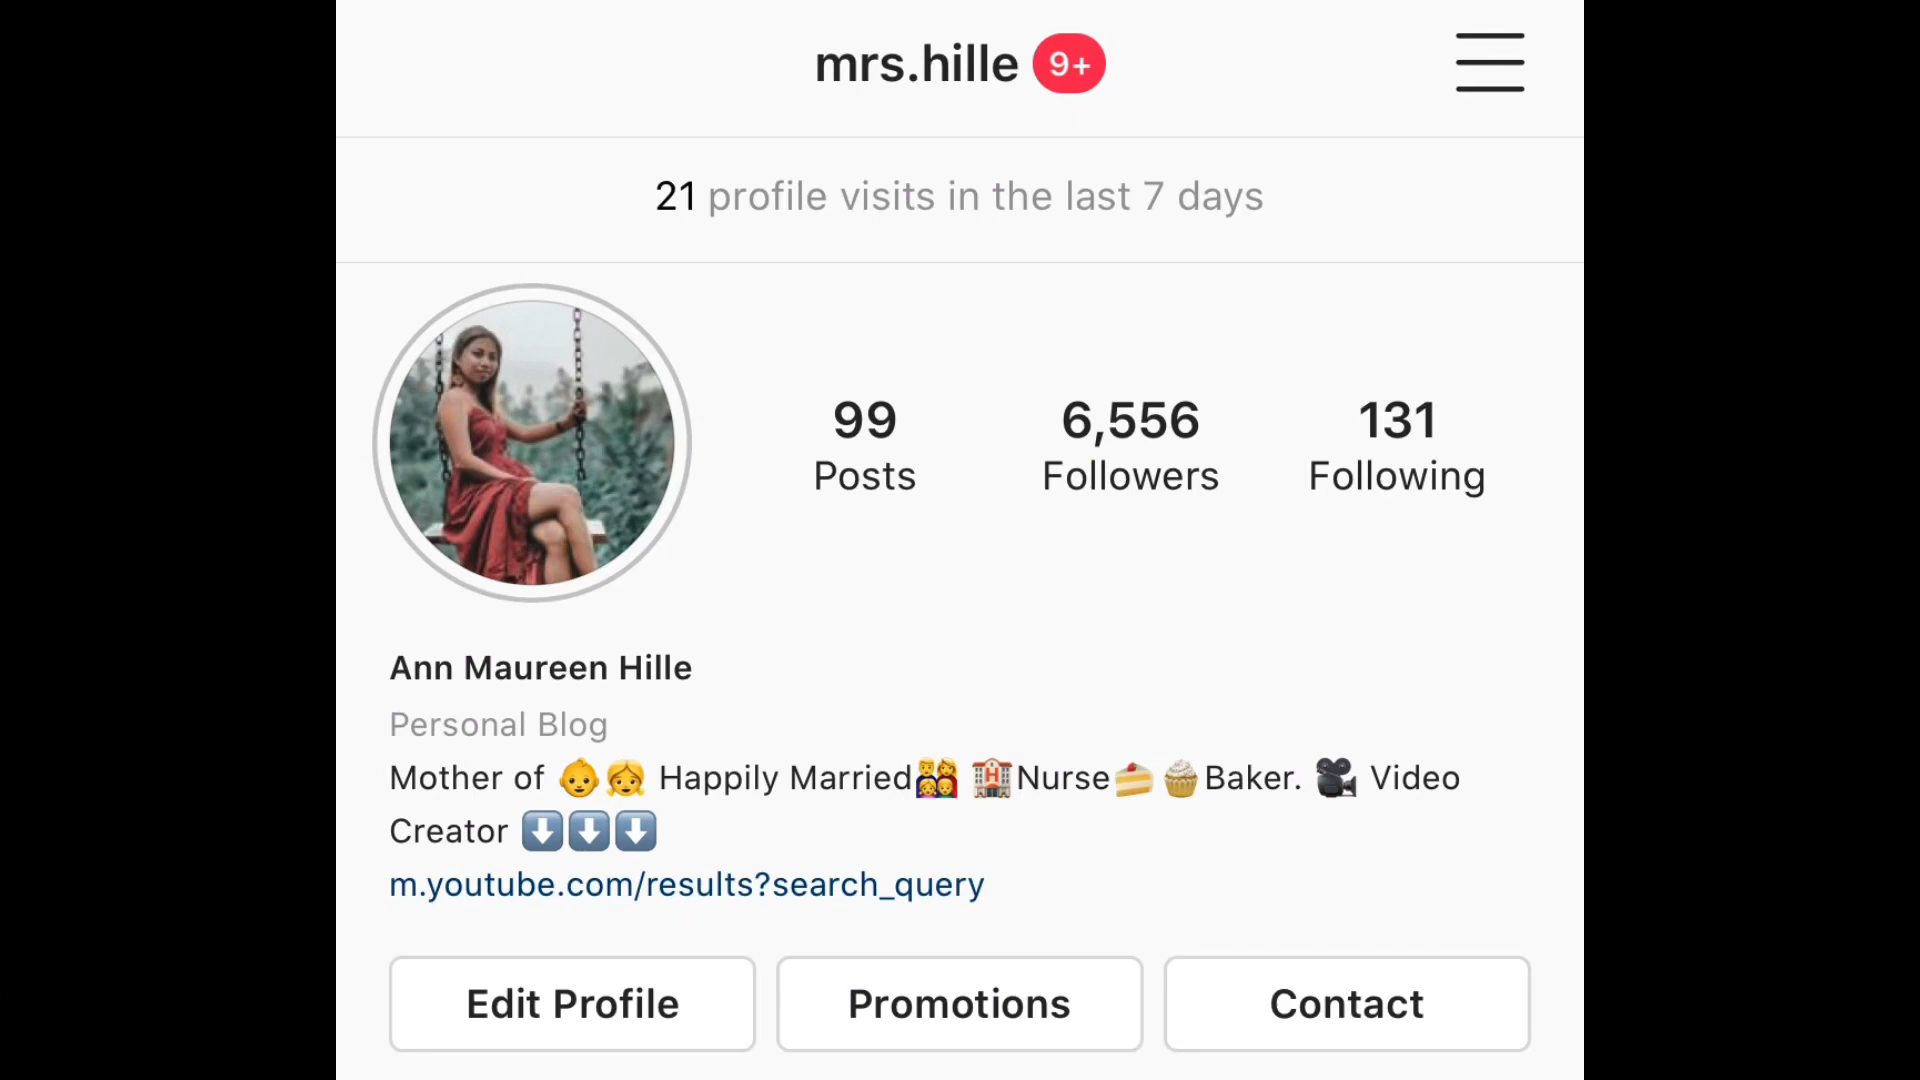 mrs.hille 9+
21 profile visits in the last 7 days
99 6,556 131
Posts Followers Following
Ann Maureen Hille
Personal Blog
Mother of 👶👧 Happily Married👨‍👩‍👧‍👦 🏥Nurse🍰 🧁Baker. 🎥 Video
Creator ⬇️⬇️⬇️
m.youtube.com/results?search_query
Edit Profile Promotions Contact